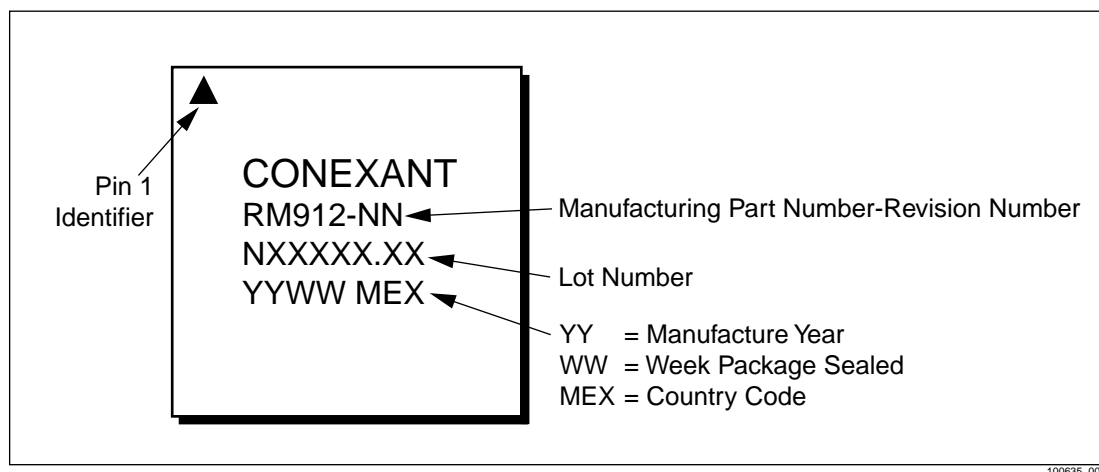 Pin 1
Identifier
CONEXANT
RM912-NN
NXXXXX.XX
YYWW MEX
Manufacturing Part Number-Revision Number
Lot Number
YY = Manufacture Year
WW = Week Package Sealed
MEX = Country Code